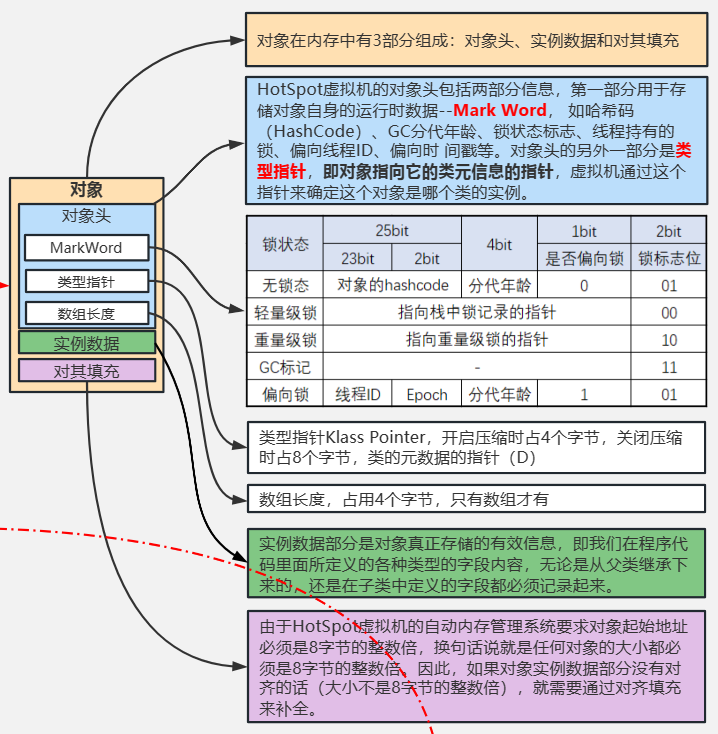 对象在内存中有3部分组成：对象头、实例数据和对其填充
HotSpot虚拟机的对象头包括两部分信息，第一部分用于存
储对象自身的运行时数据--Mark Word， 如哈希码
（HashCode）、GC分代年龄、锁状态标志、线程持有的
锁、偏向线程ID、偏向时 间戳等。对象头的另外一部分是类
型指针，即对象指向它的类元信息的指针，虚拟机通过这个
指针来确定这个对象是哪个类的实例。
对象
对象头
MarkWord
类型指针
数组长度
实例数据
对其填充
锁状态 25bit 4bit 1bit 2bit
23bit 2bit 是否偏向锁 锁标志位
无锁态 对象的hashcode 分代年龄 0 01
轻量级锁 指向栈中锁记录的指针 00
重量级锁 指向重量级锁的指针 10
GC标记 - 11
偏向锁 线程ID Epoch 分代年龄 1 01
类型指针Klass Pointer，开启压缩时占4个字节，关闭压缩
时占8个字节，类的元数据的指针（D）
数组长度，占用4个字节，只有数组才有
实例数据部分是对象真正存储的有效信息，即我们在程序代
码里面所定义的各种类型的字段内容，无论是从父类继承下
来的，还是在子类中定义的字段都必须记录起来。
由于HotSpot虚拟机的自动内存管理系统要求对象起始地址
必须是8字节的整数倍，换句话说就是任何对象的大小都必
须是8字节的整数倍，因此，如果对象实例数据部分没有对
齐的话（大小不是8字节的整数倍），就需要通过对齐填充
来补全。